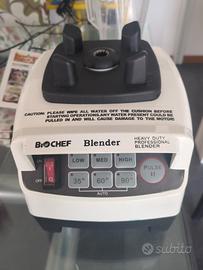 CAUTION: PLEASE WIPE ALL WATER OFF THE CUSHION BEFORE
STARTING OPERATIONS, ANY WATER PRESENT COULD BE
PULLED IN AND WILL CAUSE DAMAGE TO THE MOTOR.
BIOCHEF Blender HEAVY DUTY
PROFESSIONAL
BLENDER
LOW MED HIGH
PULSE
35" 60" 90"
AUTO
subito